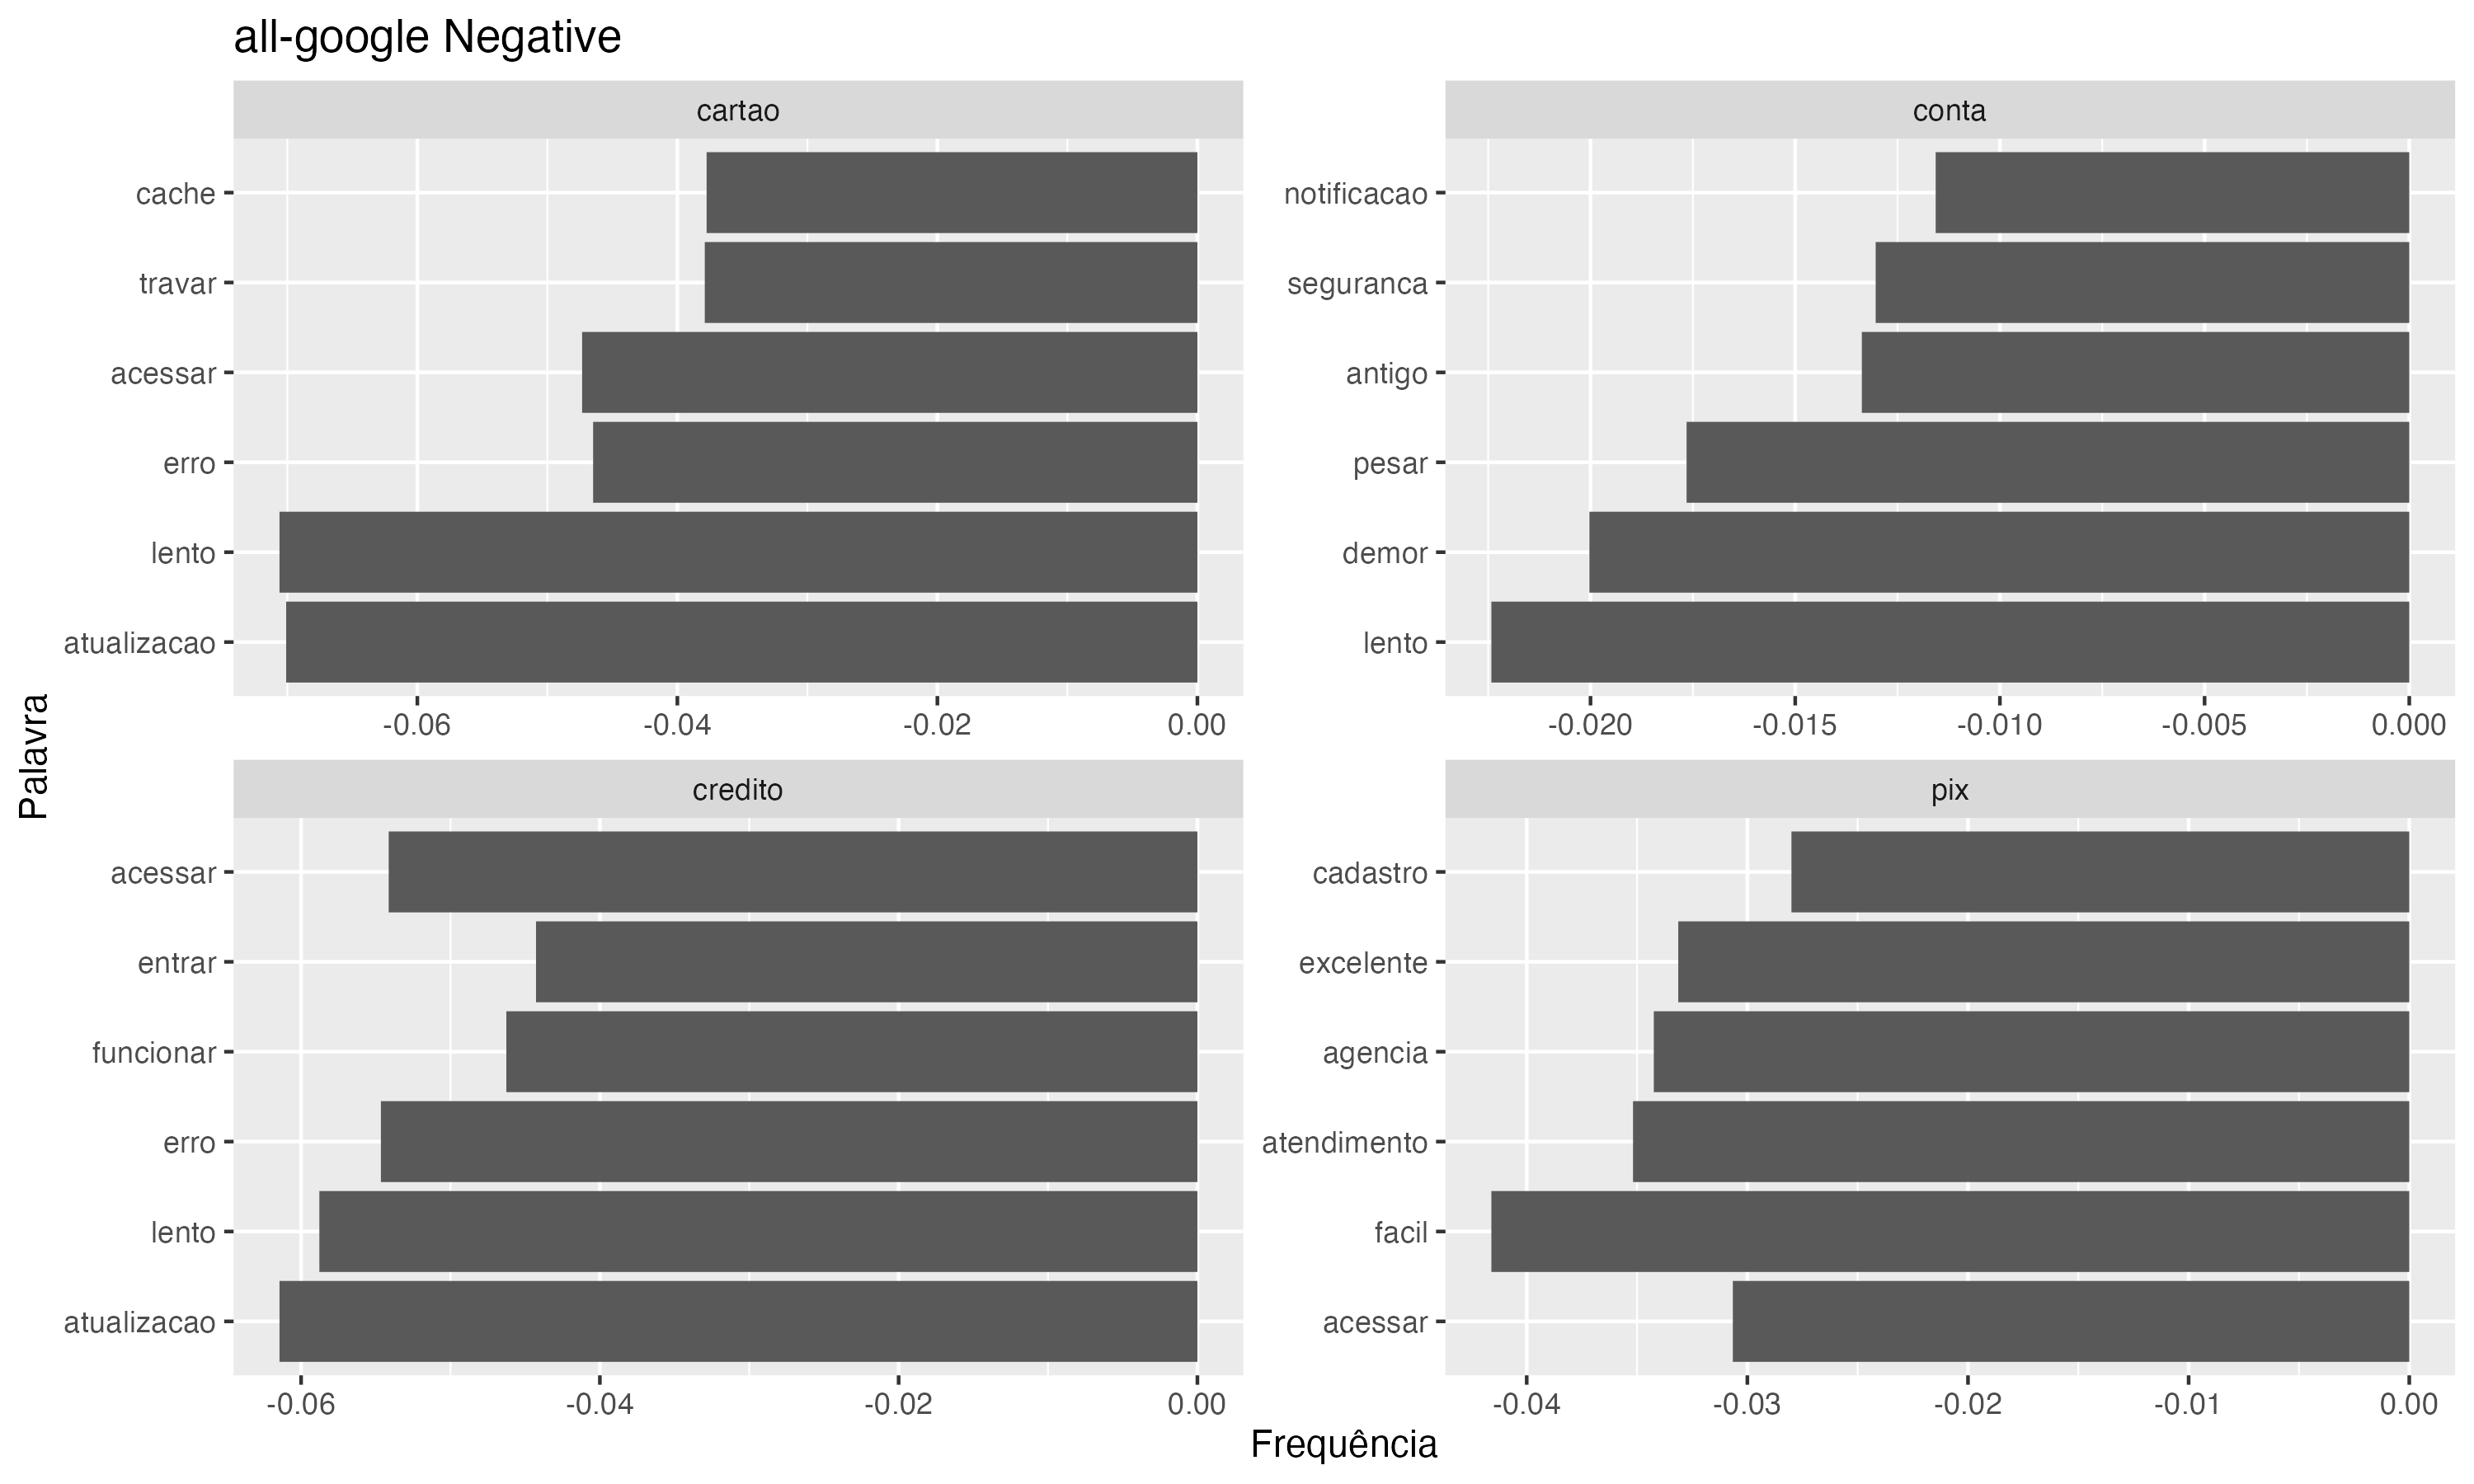 all-google Negative
cartao
cache
travar
acessar
erro
lento
atualizacao
-0.06 -0.04 -0.02 0.00
conta
notificacao
seguranca
antigo
pesar
demor
lento
-0.020 -0.015 -0.010 -0.005 0.000
credito
acessar
entrar
funcionar
erro
lento
atualizacao
-0.06 -0.04 -0.02 0.00
pix
cadastro
excelente
agencia
atendimento
facil
acessar
-0.04 -0.03 -0.02 -0.01 0.00
Palavra
Frequência